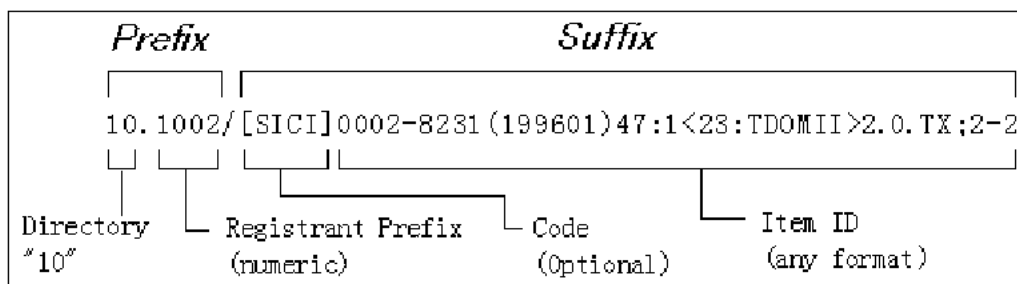 Prefix Suffix
10.1002/[SICI]0002-8231(199601)47:1<23:TDOMII>2.0.TX;2-2
Directory "10" Registrant Prefix (numeric) Code (Optional) Item ID (any format)